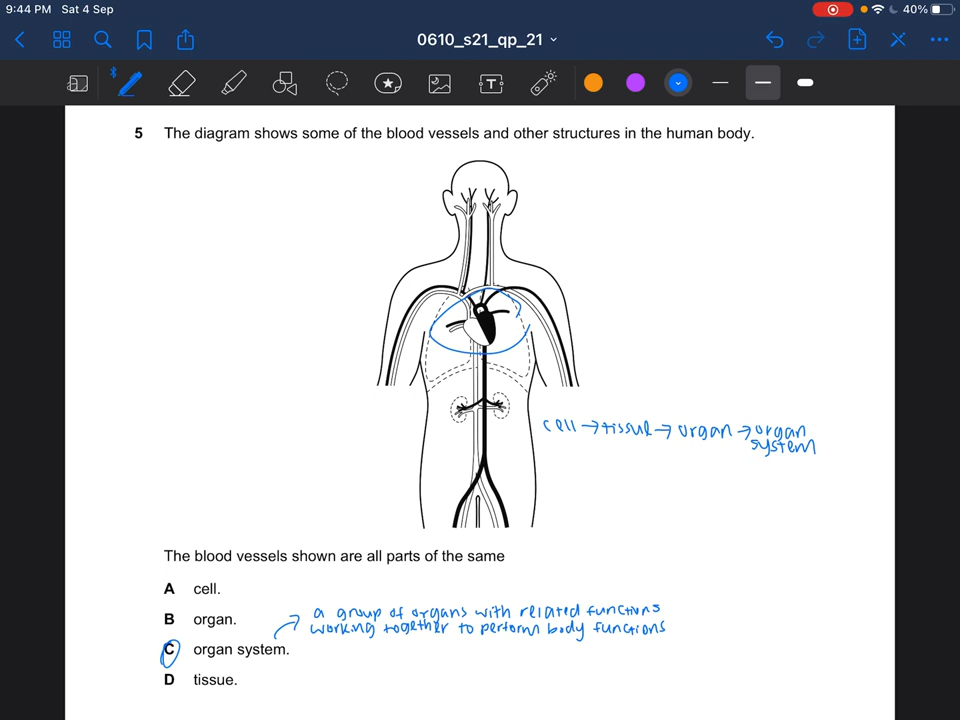 9:44 PM Sat 4 Sep
40%
0610_s21_qp_21
T
5 The diagram shows some of the blood vessels and other structures in the human body.
cell → tissue → organ → organ
system
The blood vessels shown are all parts of the same
A cell.
a group of organs with related functions
B organ.
working together to perform body functions
C organ system.
D tissue.